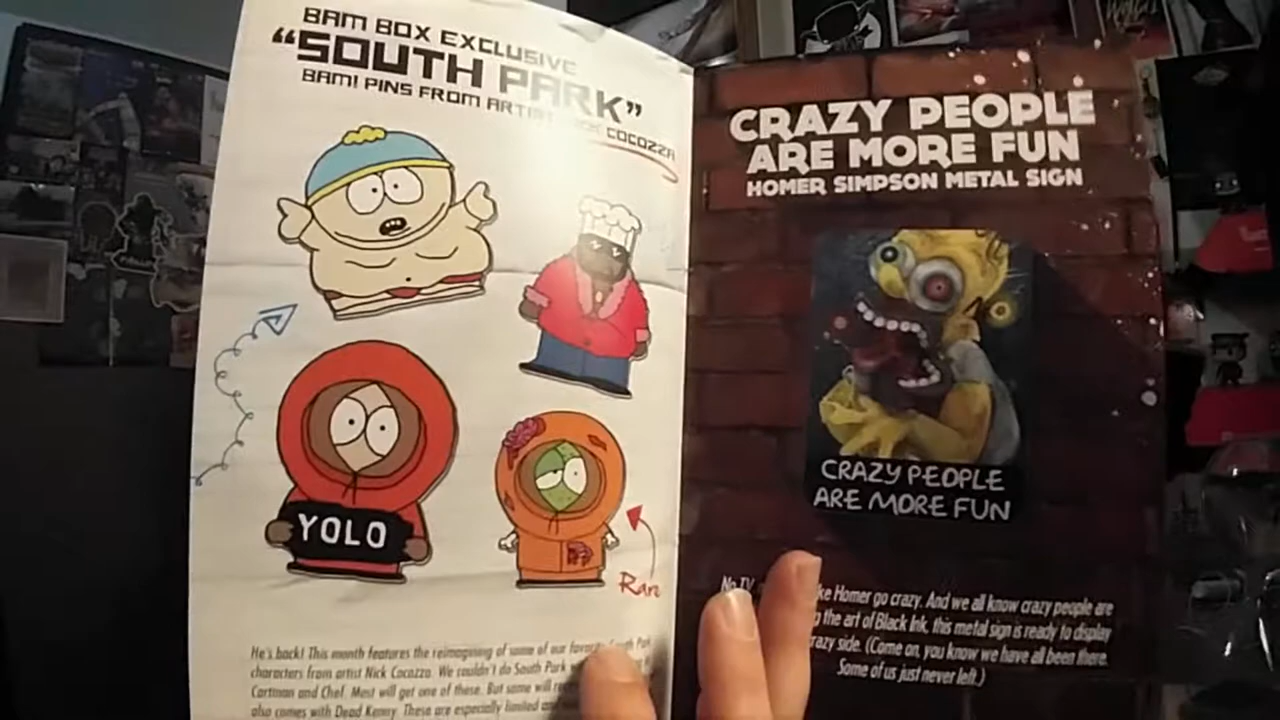 BAM BOX EXCLUSIVE
“SOUTH PARK”
BAM! PINS FROM ARTIST COCOZZA
YOLO
Rare
He's back! This month features the reimagining of some of our favorite South Park
characters from artist Nick Cocozza. We couldn't do South Park
Cartman and Chef. Most will get one of these. But some will
also comes with Dead Kenny. These are especially limited and
CRAZY PEOPLE
ARE MORE FUN
HOMER SIMPSON METAL SIGN
CRAZY PEOPLE
ARE MORE FUN
No TV Homer go crazy. And we all know crazy people are
the art of Black Ink, this metal sign is ready to display
crazy side. (Come on, you know we have all been there.
Some of us just never left.)